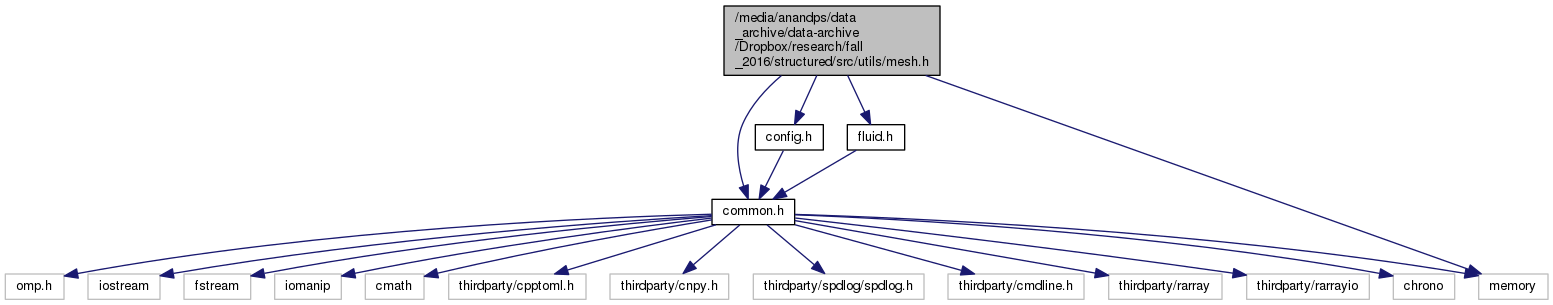 /media/anandps/data
_archive/data-archive
/Dropbox/research/fall
_2016/structured/src/utils/mesh.h
config.h
fluid.h
common.h
omp.h
iostream
fstream
iomanip
cmath
thirdparty/cpptoml.h
thirdparty/cnpy.h
thirdparty/spdlog/spdlog.h
thirdparty/cmdline.h
thirdparty/rarray
thirdparty/rarrayio
chrono
memory